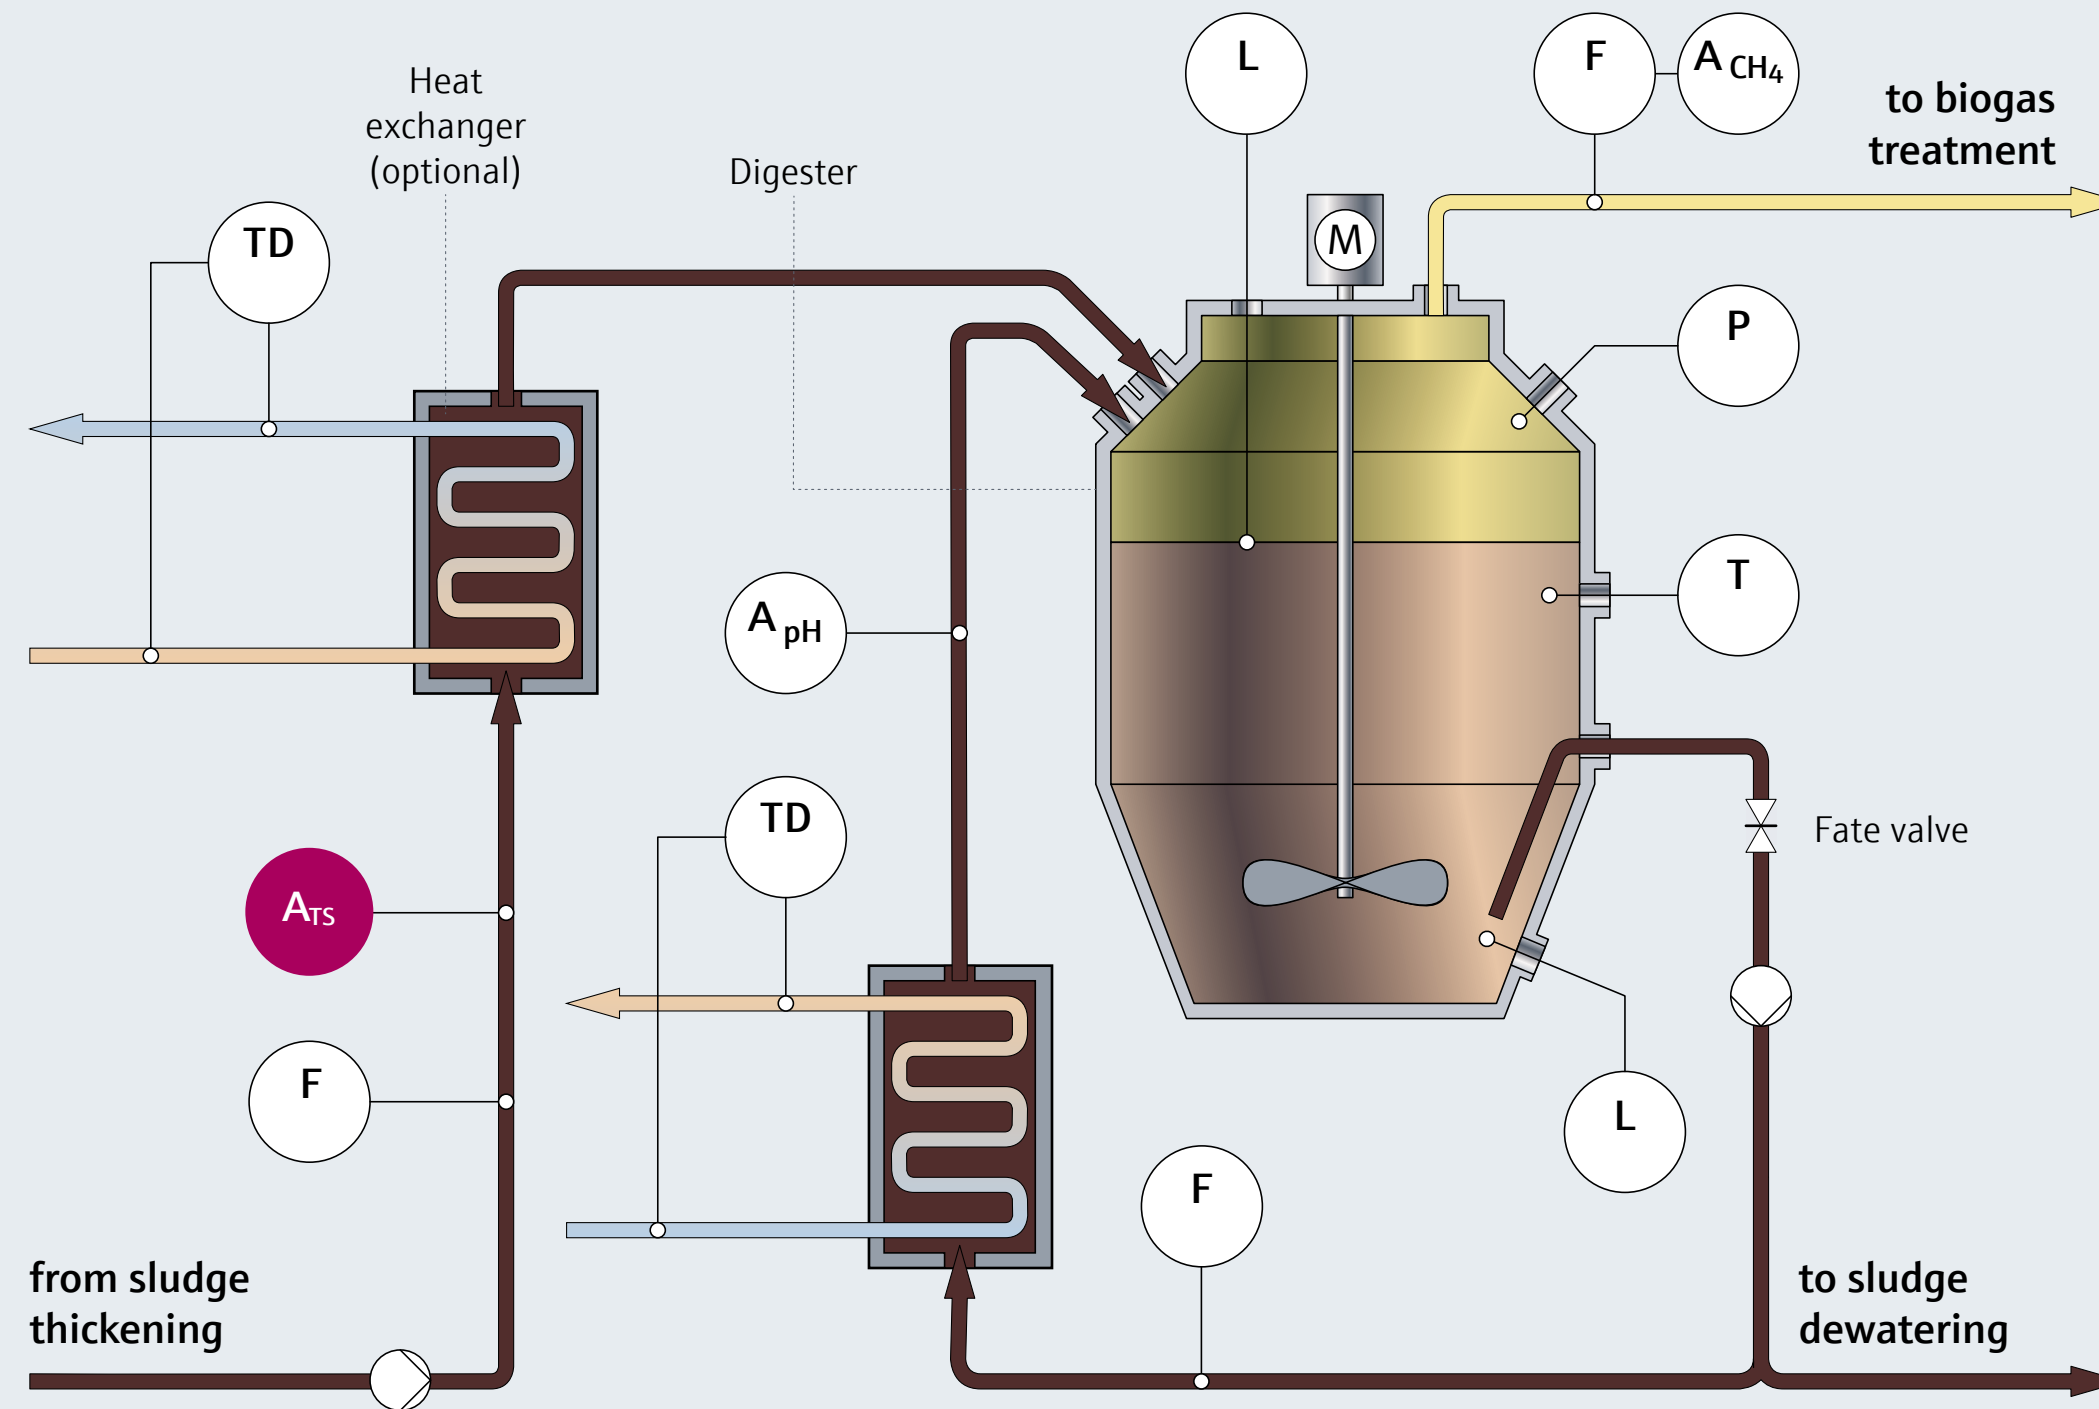 L
F
A CH₄
to biogas
treatment
Heat
exchanger
(optional)
Digester
TD
M
P
T
A pH
TD
Fate valve
ATS
F
L
F
from sludge
thickening
to sludge
dewatering